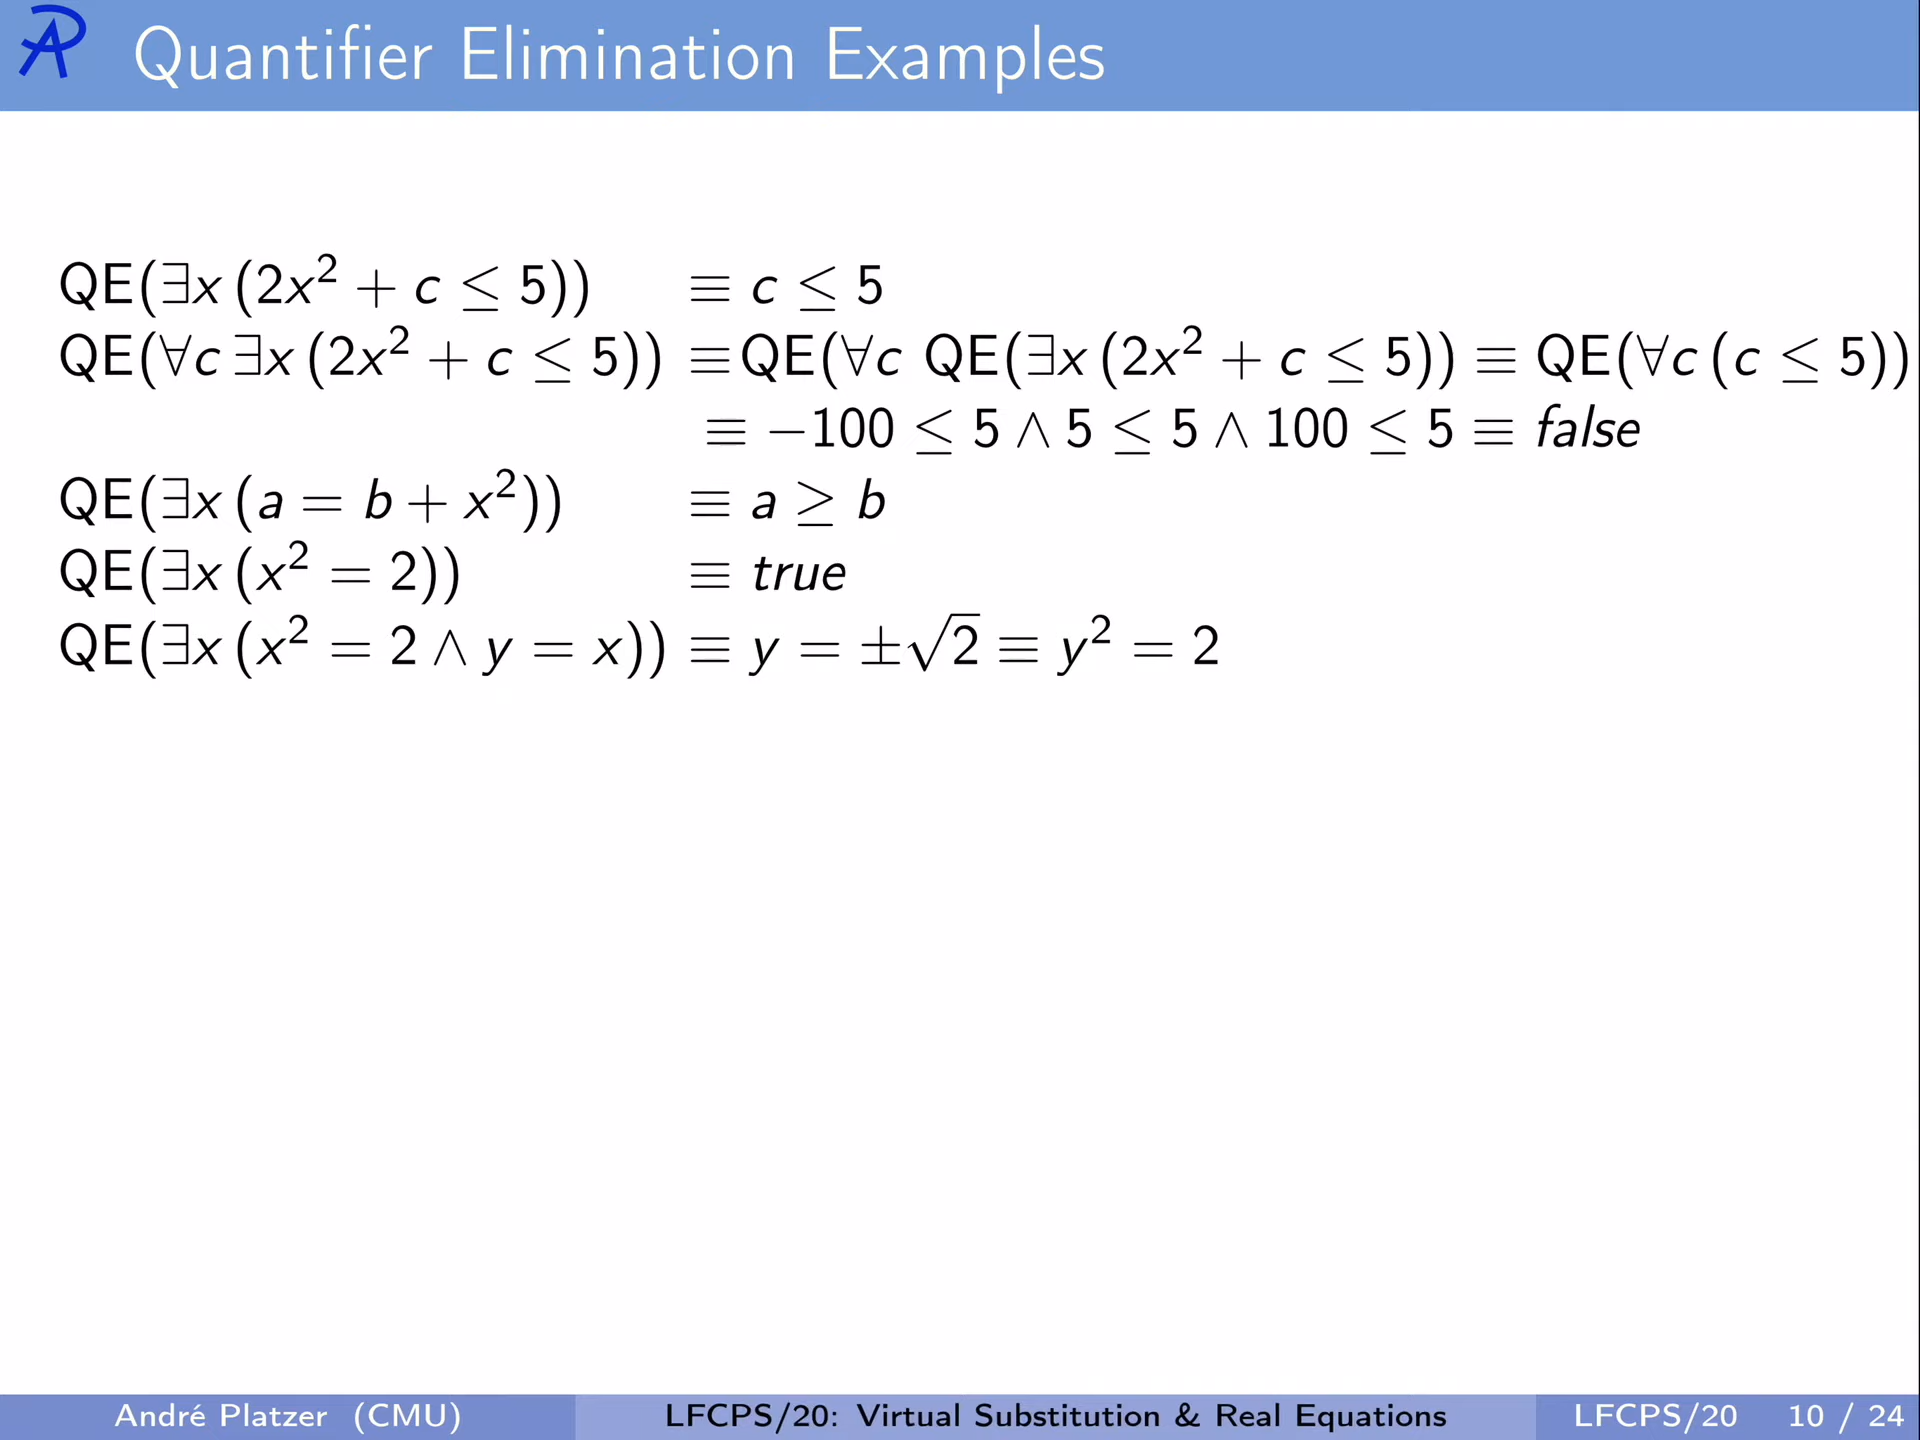 Quantifier Elimination Examples
QE(∃x (2x² + c ≤ 5)) ≡ c ≤ 5
QE(∀c ∃x (2x² + c ≤ 5)) ≡ QE(∀c QE(∃x (2x² + c ≤ 5)) ≡ QE(∀c (c ≤ 5))
≡ −100 ≤ 5 ∧ 5 ≤ 5 ∧ 100 ≤ 5 ≡ false
QE(∃x (a = b + x²)) ≡ a ≥ b
QE(∃x (x² = 2)) ≡ true
QE(∃x (x² = 2 ∧ y = x)) ≡ y = ±√2 ≡ y² = 2
André Platzer (CMU) LFCPS/20: Virtual Substitution & Real Equations LFCPS/20 10 / 24